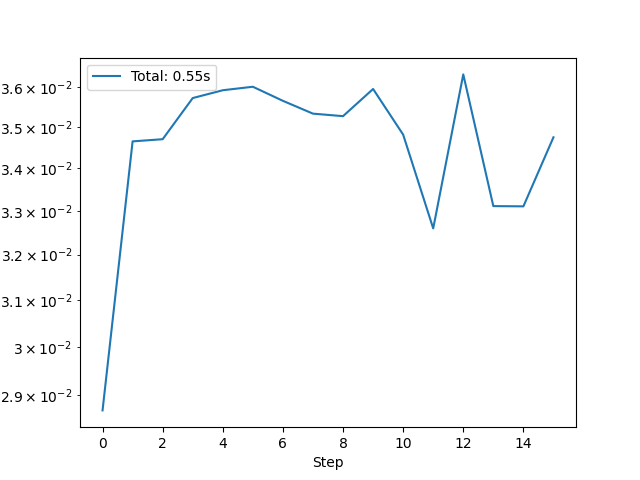 Total: 0.55s
3.6 × 10⁻²
3.5 × 10⁻²
3.4 × 10⁻²
3.3 × 10⁻²
3.2 × 10⁻²
3.1 × 10⁻²
3 × 10⁻²
2.9 × 10⁻²
0 2 4 6 8 10 12 14
Step